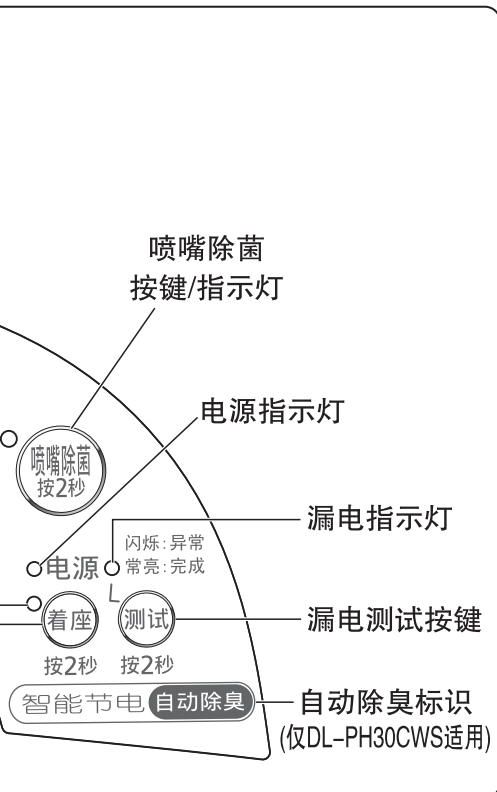 喷嘴除菌
按键/指示灯
电源指示灯
喷嘴除菌
按2秒
漏电指示灯
闪烁:异常
电源
常亮:完成
着座
测试
漏电测试按键
按2秒
按2秒
智能节电
自动除臭
自动除臭标识
(仅DL-PH30CWS适用)